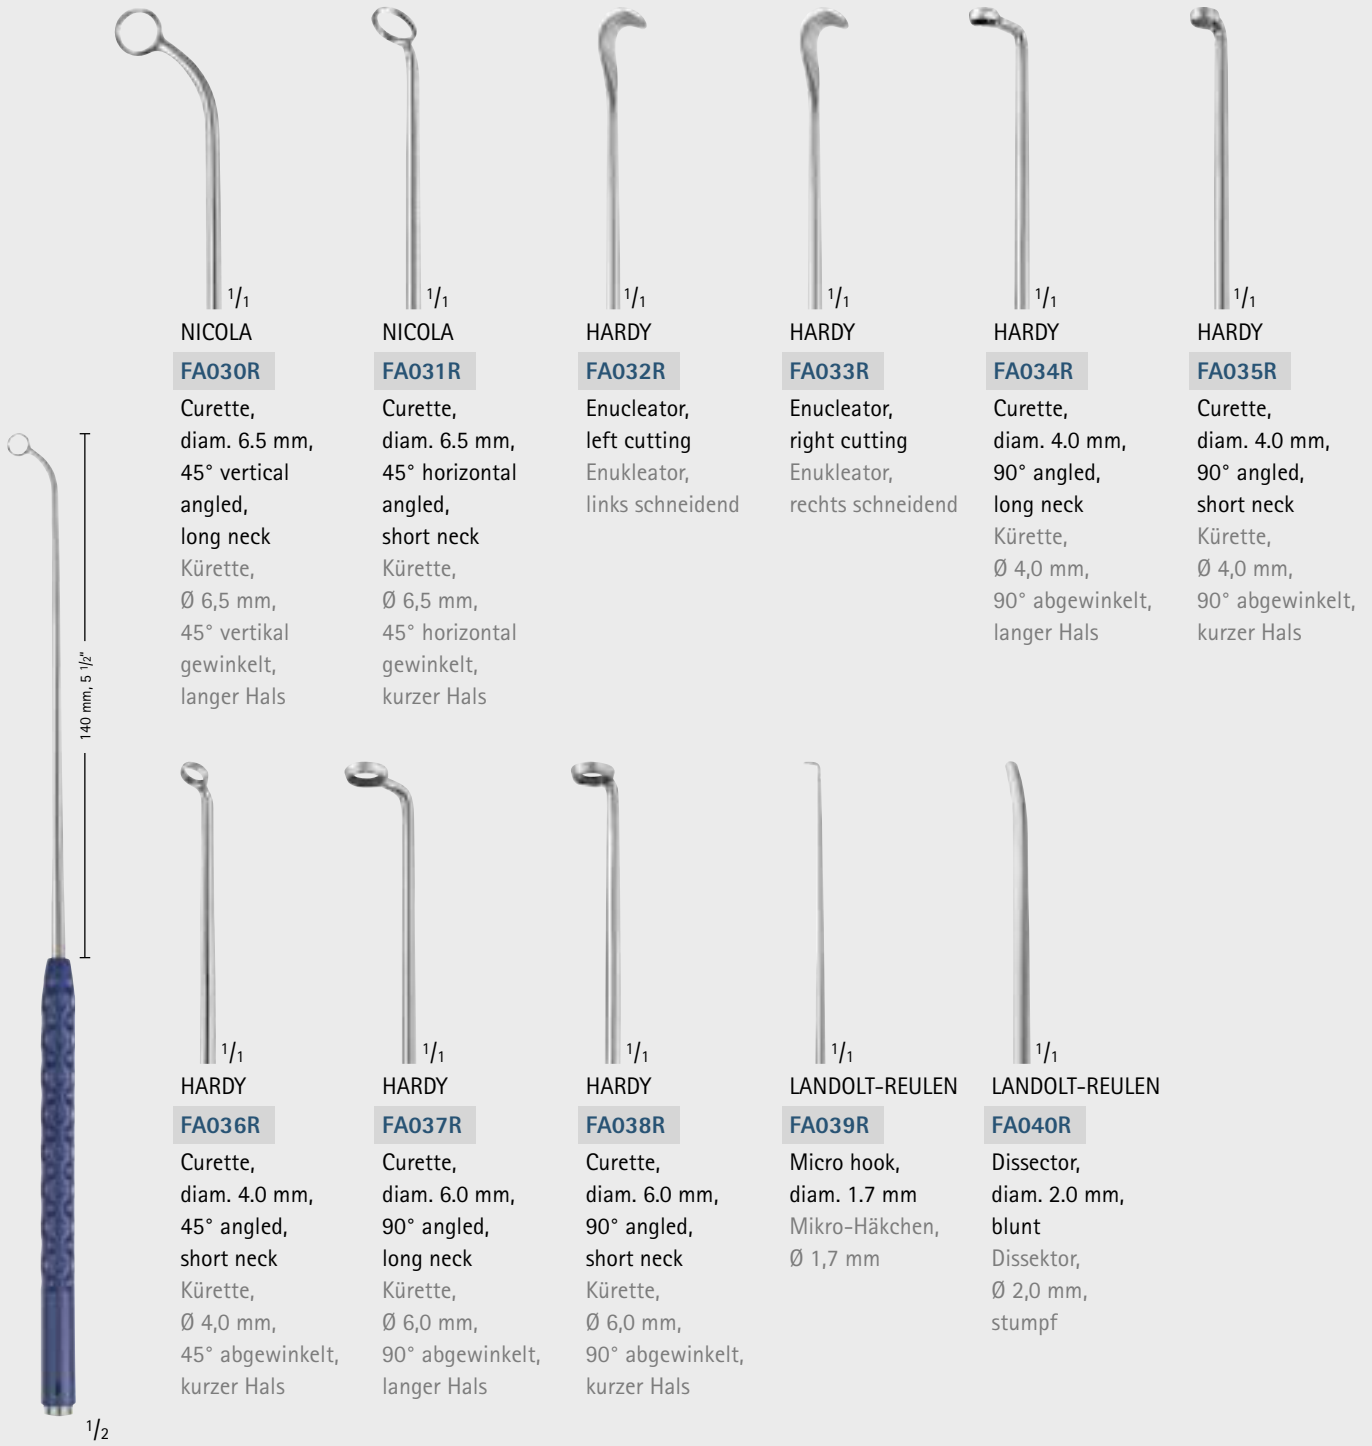 1/1
NICOLA
FA030R
Curette,
diam. 6.5 mm,
45° vertical
angled,
long neck
Kürette,
Ø 6,5 mm,
45° vertikal
gewinkelt,
langer Hals
1/1
NICOLA
FA031R
Curette,
diam. 6.5 mm,
45° horizontal
angled,
short neck
Kürette,
Ø 6,5 mm,
45° horizontal
gewinkelt,
kurzer Hals
1/1
HARDY
FA032R
Enucleator,
left cutting
Enukleator,
links schneidend
1/1
HARDY
FA033R
Enucleator,
right cutting
Enukleator,
rechts schneidend
1/1
HARDY
FA034R
Curette,
diam. 4.0 mm,
90° angled,
long neck
Kürette,
Ø 4,0 mm,
90° abgewinkelt,
langer Hals
1/1
HARDY
FA035R
Curette,
diam. 4.0 mm,
90° angled,
short neck
Kürette,
Ø 4,0 mm,
90° abgewinkelt,
kurzer Hals
140 mm, 5 1/2"
1/2
1/1
HARDY
FA036R
Curette,
diam. 4.0 mm,
45° angled,
short neck
Kürette,
Ø 4,0 mm,
45° abgewinkelt,
kurzer Hals
1/1
HARDY
FA037R
Curette,
diam. 6.0 mm,
90° angled,
long neck
Kürette,
Ø 6,0 mm,
90° abgewinkelt,
langer Hals
1/1
HARDY
FA038R
Curette,
diam. 6.0 mm,
90° angled,
short neck
Kürette,
Ø 6,0 mm,
90° abgewinkelt,
kurzer Hals
1/1
LANDOLT-REULEN
FA039R
Micro hook,
diam. 1.7 mm
Mikro-Häkchen,
Ø 1,7 mm
1/1
LANDOLT-REULEN
FA040R
Dissector,
diam. 2.0 mm,
blunt
Dissektor,
Ø 2,0 mm,
stumpf